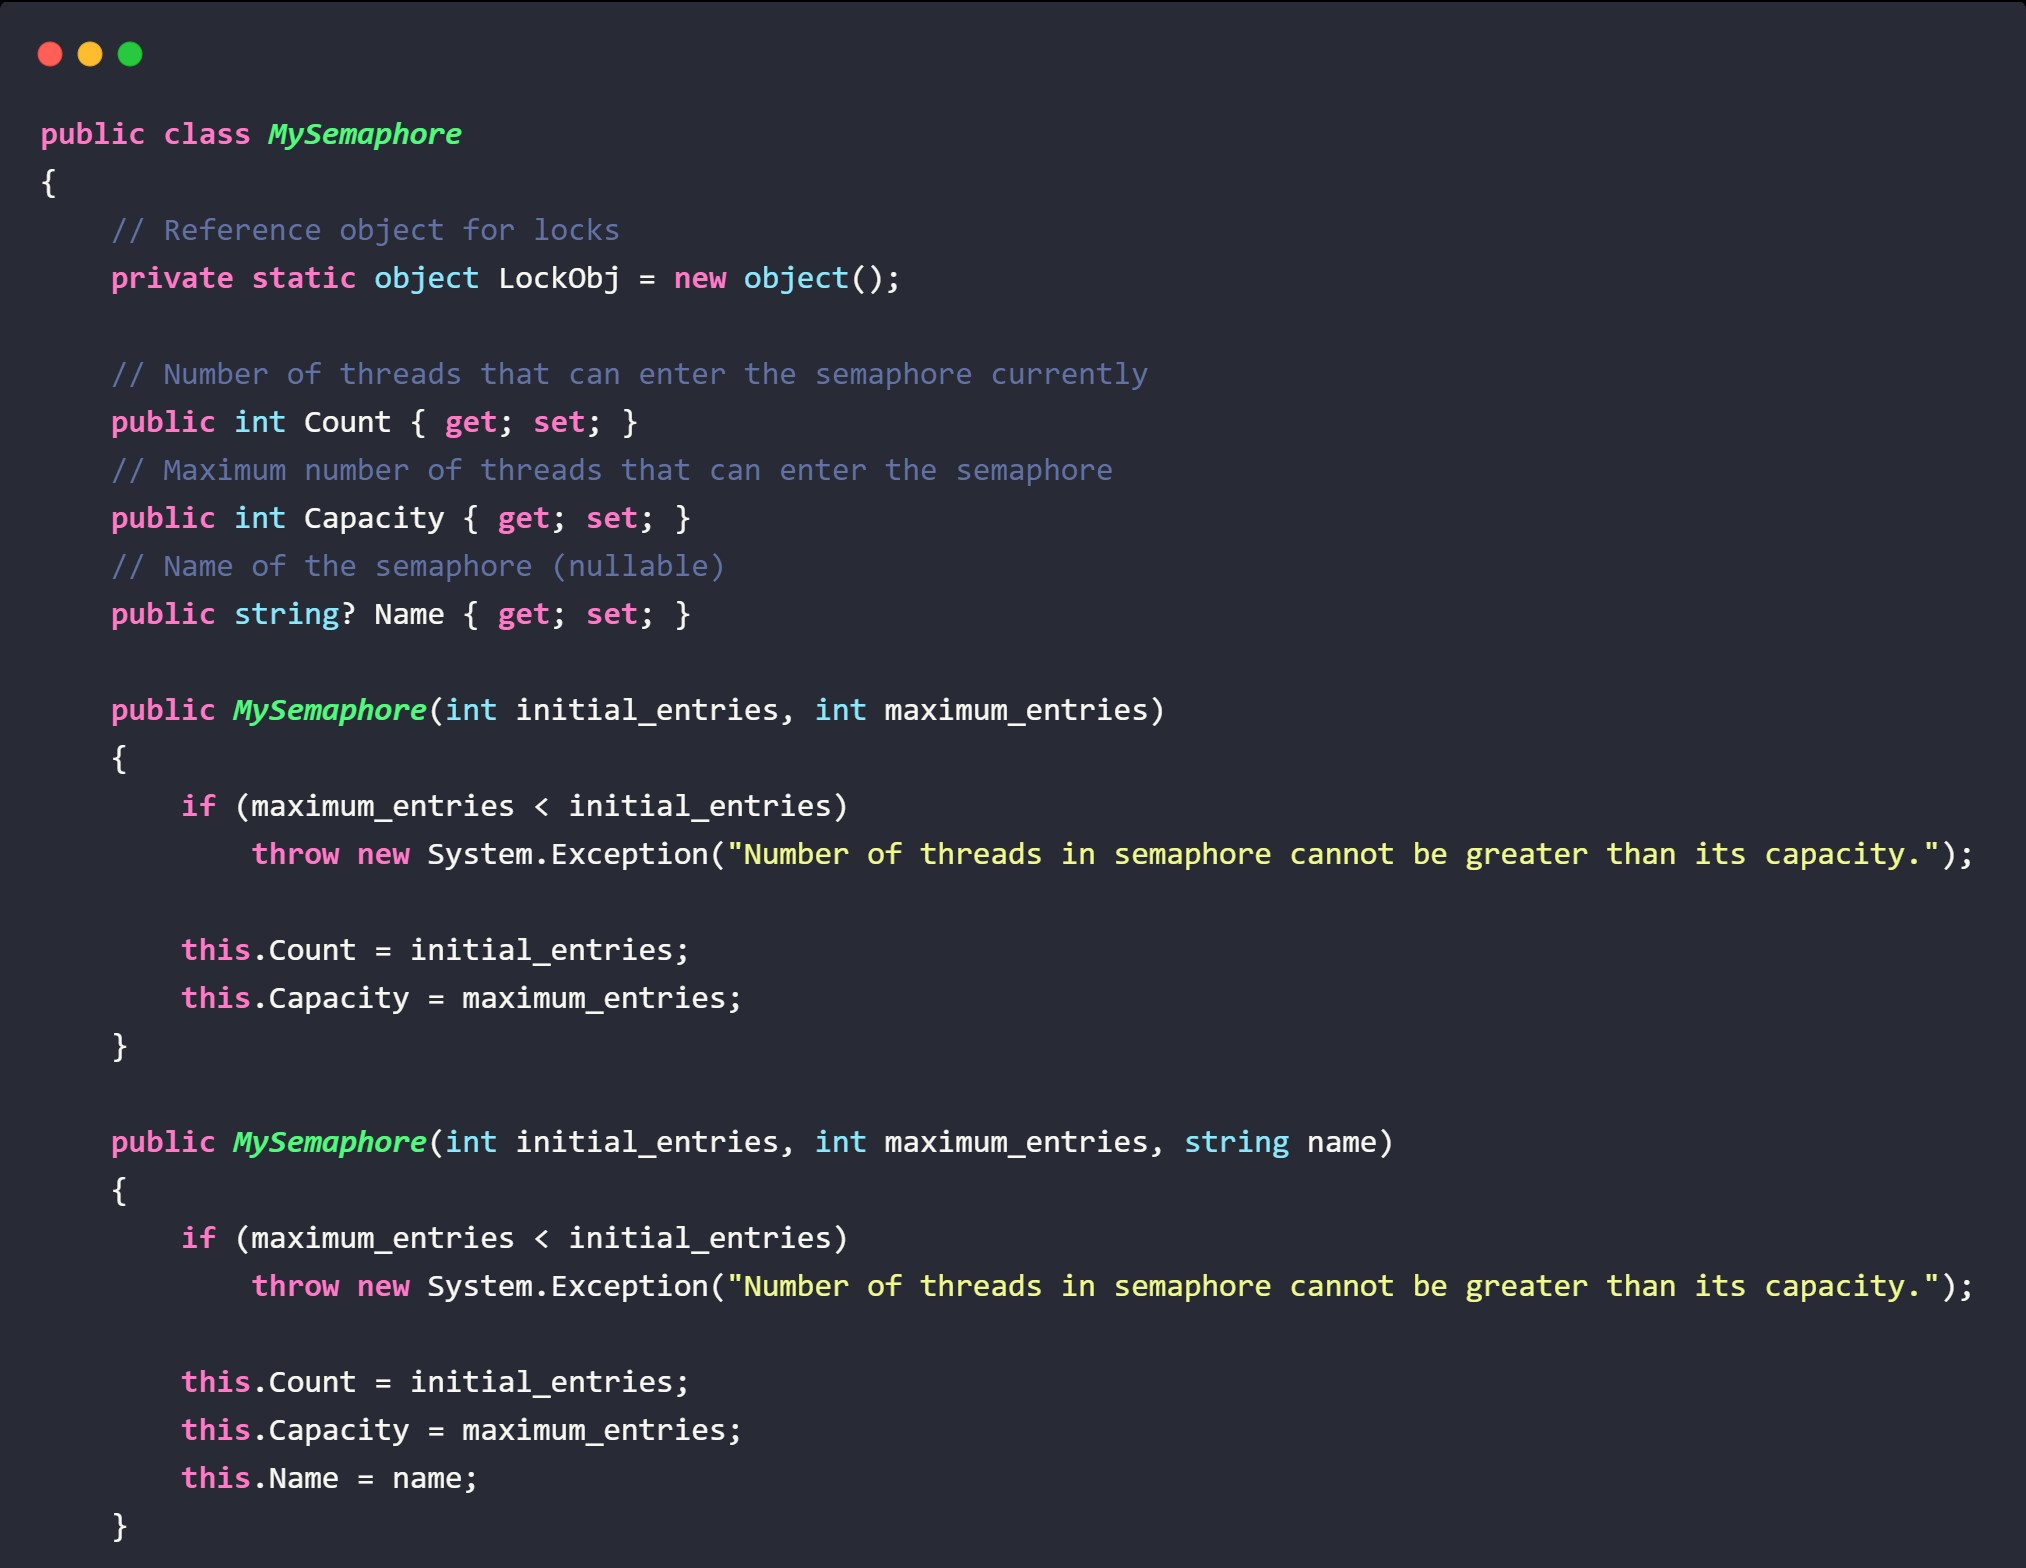 public class MySemaphore
{
    // Reference object for locks
    private static object LockObj = new object();

    // Number of threads that can enter the semaphore currently
    public int Count { get; set; }
    // Maximum number of threads that can enter the semaphore
    public int Capacity { get; set; }
    // Name of the semaphore (nullable)
    public string? Name { get; set; }

    public MySemaphore(int initial_entries, int maximum_entries)
    {
        if (maximum_entries < initial_entries)
            throw new System.Exception("Number of threads in semaphore cannot be greater than its capacity.");

        this.Count = initial_entries;
        this.Capacity = maximum_entries;
    }

    public MySemaphore(int initial_entries, int maximum_entries, string name)
    {
        if (maximum_entries < initial_entries)
            throw new System.Exception("Number of threads in semaphore cannot be greater than its capacity.");

        this.Count = initial_entries;
        this.Capacity = maximum_entries;
        this.Name = name;
    }